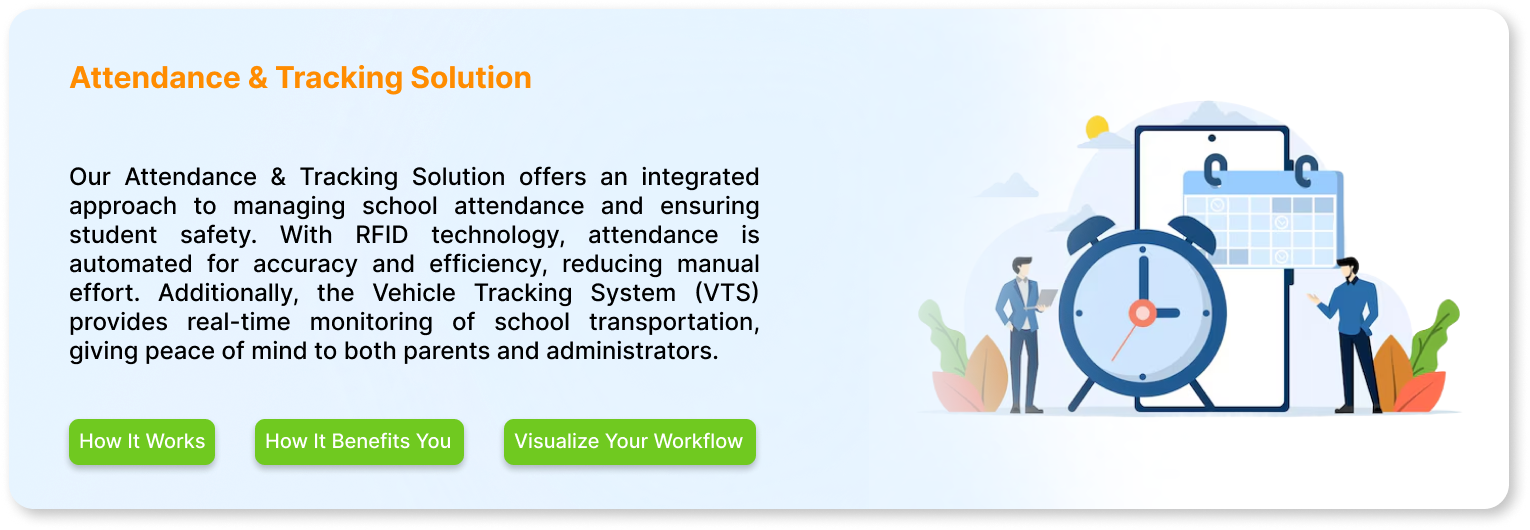 Attendance & Tracking Solution
Our Attendance & Tracking Solution offers an integrated
approach to managing school attendance and ensuring
student safety. With RFID technology, attendance is
automated for accuracy and efficiency, reducing manual
effort. Additionally, the Vehicle Tracking System (VTS)
provides real-time monitoring of school transportation,
giving peace of mind to both parents and administrators.
How It Works
How It Benefits You
Visualize Your Workflow